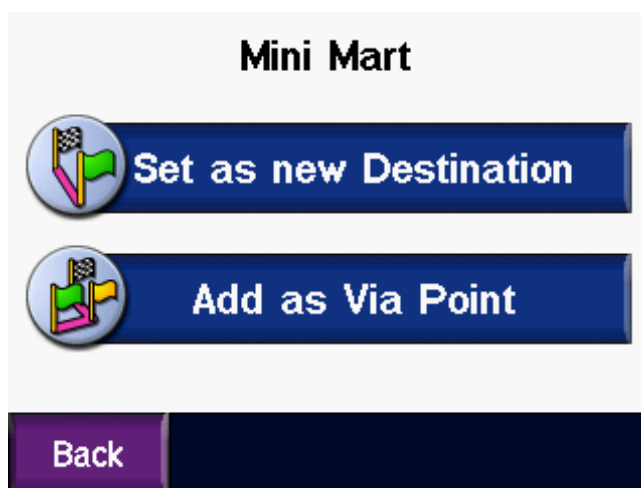 Mini Mart
Set as new Destination
Add as Via Point
Back